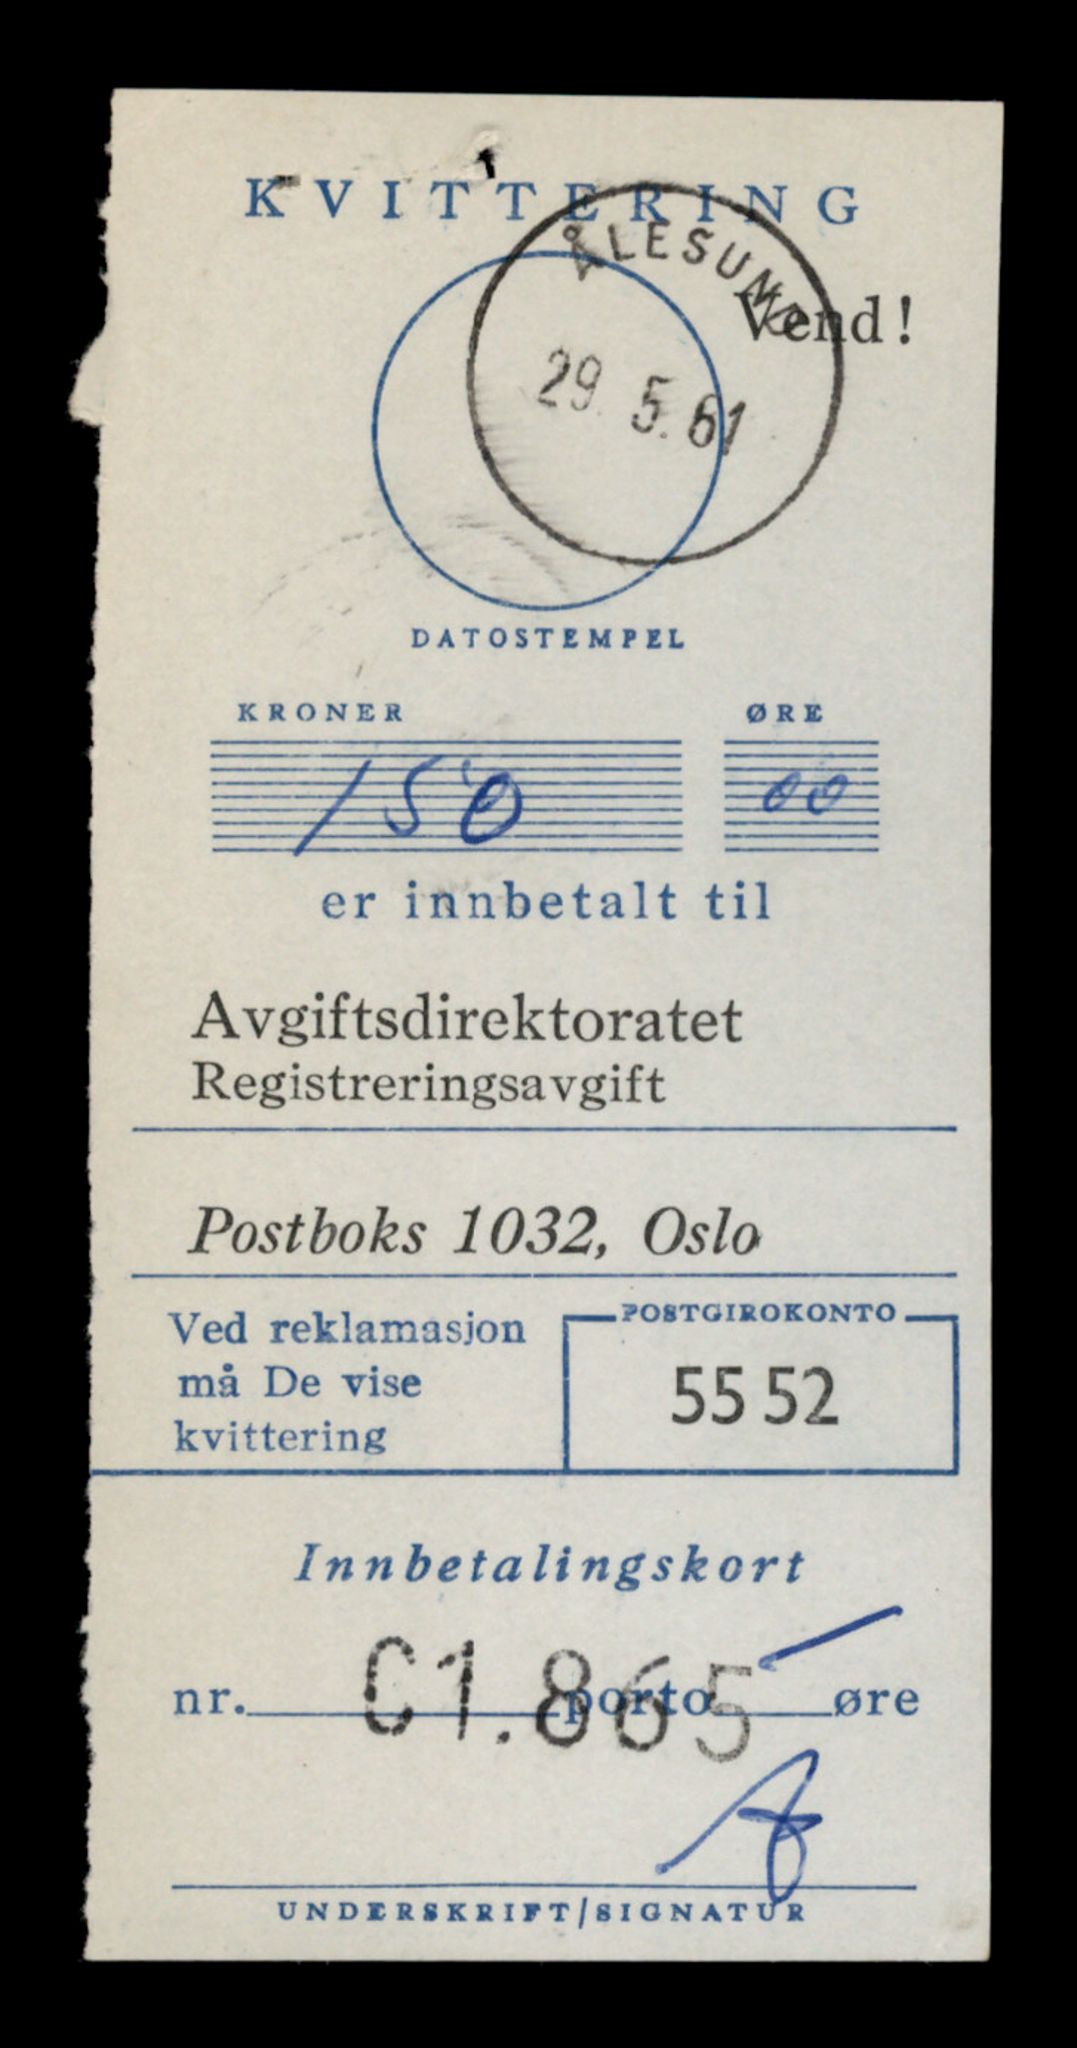 KVITTERING
ÅLESUND
Vend!
29. 5. 61
DATOSTEMPEL
KRONER ØRE
150 00
er innbetalt til
Avgiftsdirektoratet
Registreringsavgift
Postboks 1032, Oslo
Ved reklamasjon
må De vise
kvittering
POSTGIROKONTO
55 52
Innbetalingskort
nr. porto øre
C1.865
UNDERSKRIFT/SIGNATUR